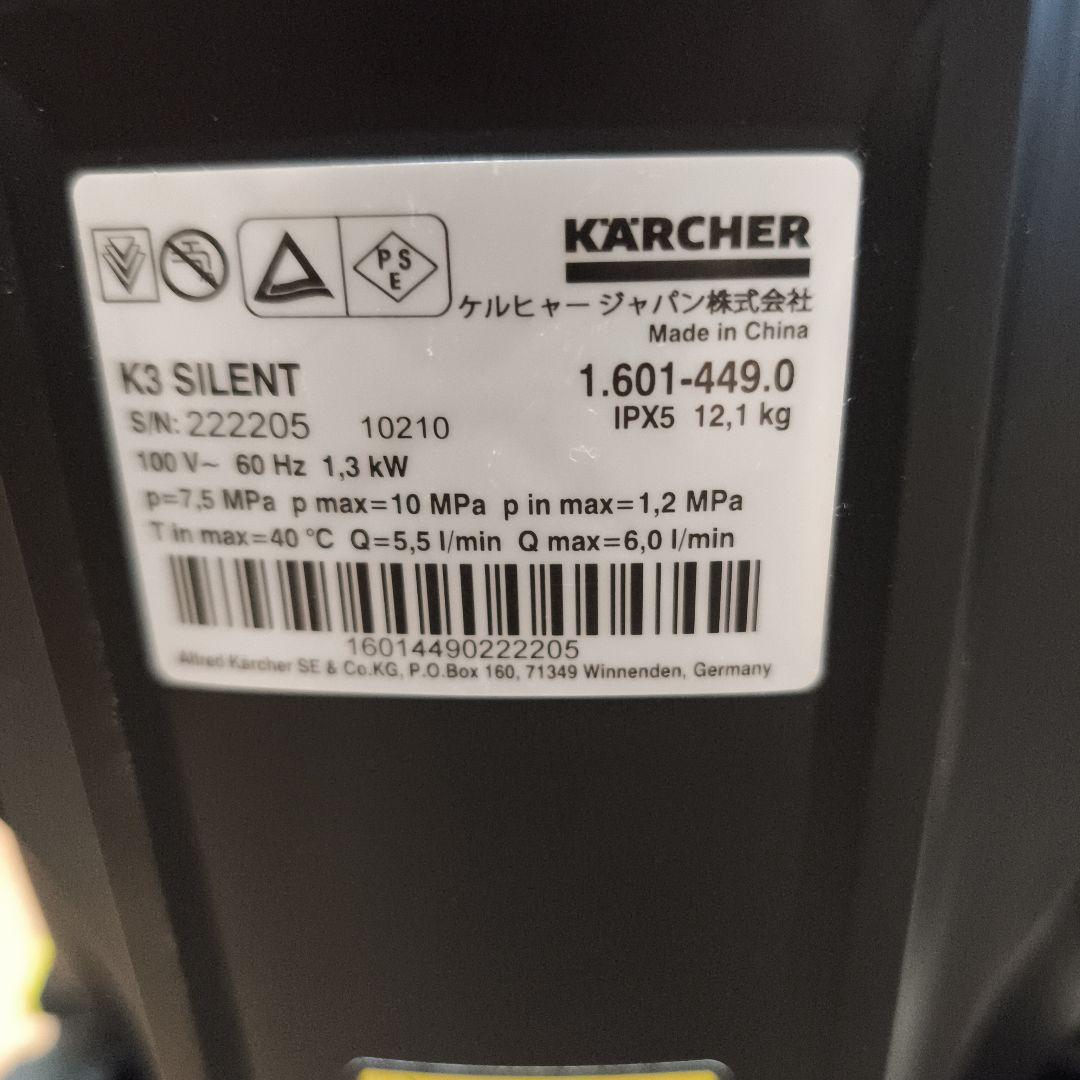 PSE
KÄRCHER
ケルヒャー ジャパン株式会社
Made in China
K3 SILENT 1.601-449.0
S/N: 222205 10210 IPX5 12,1 kg
100 V~ 60 Hz 1,3 kW
p=7,5 MPa p max=10 MPa p in max=1,2 MPa
T in max=40 °C Q=5,5 l/min Q max=6,0 l/min
16014490222205
Alfred Kärcher SE & Co.KG, P.O.Box 160, 71349 Winnenden, Germany